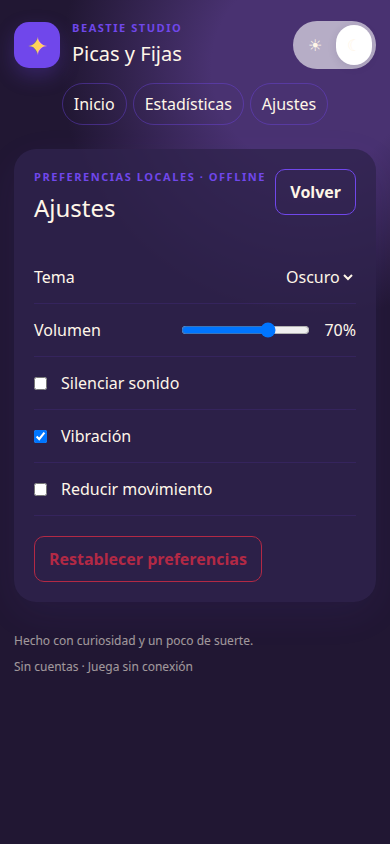 BEASTIE STUDIO
Picas y Fijas
Inicio
Estadísticas
Ajustes
PREFERENCIAS LOCALES · OFFLINE
Ajustes
Volver
Tema
Oscuro
Volumen
70%
Silenciar sonido
Vibración
Reducir movimiento
Restablecer preferencias
Hecho con curiosidad y un poco de suerte.
Sin cuentas · Juega sin conexión